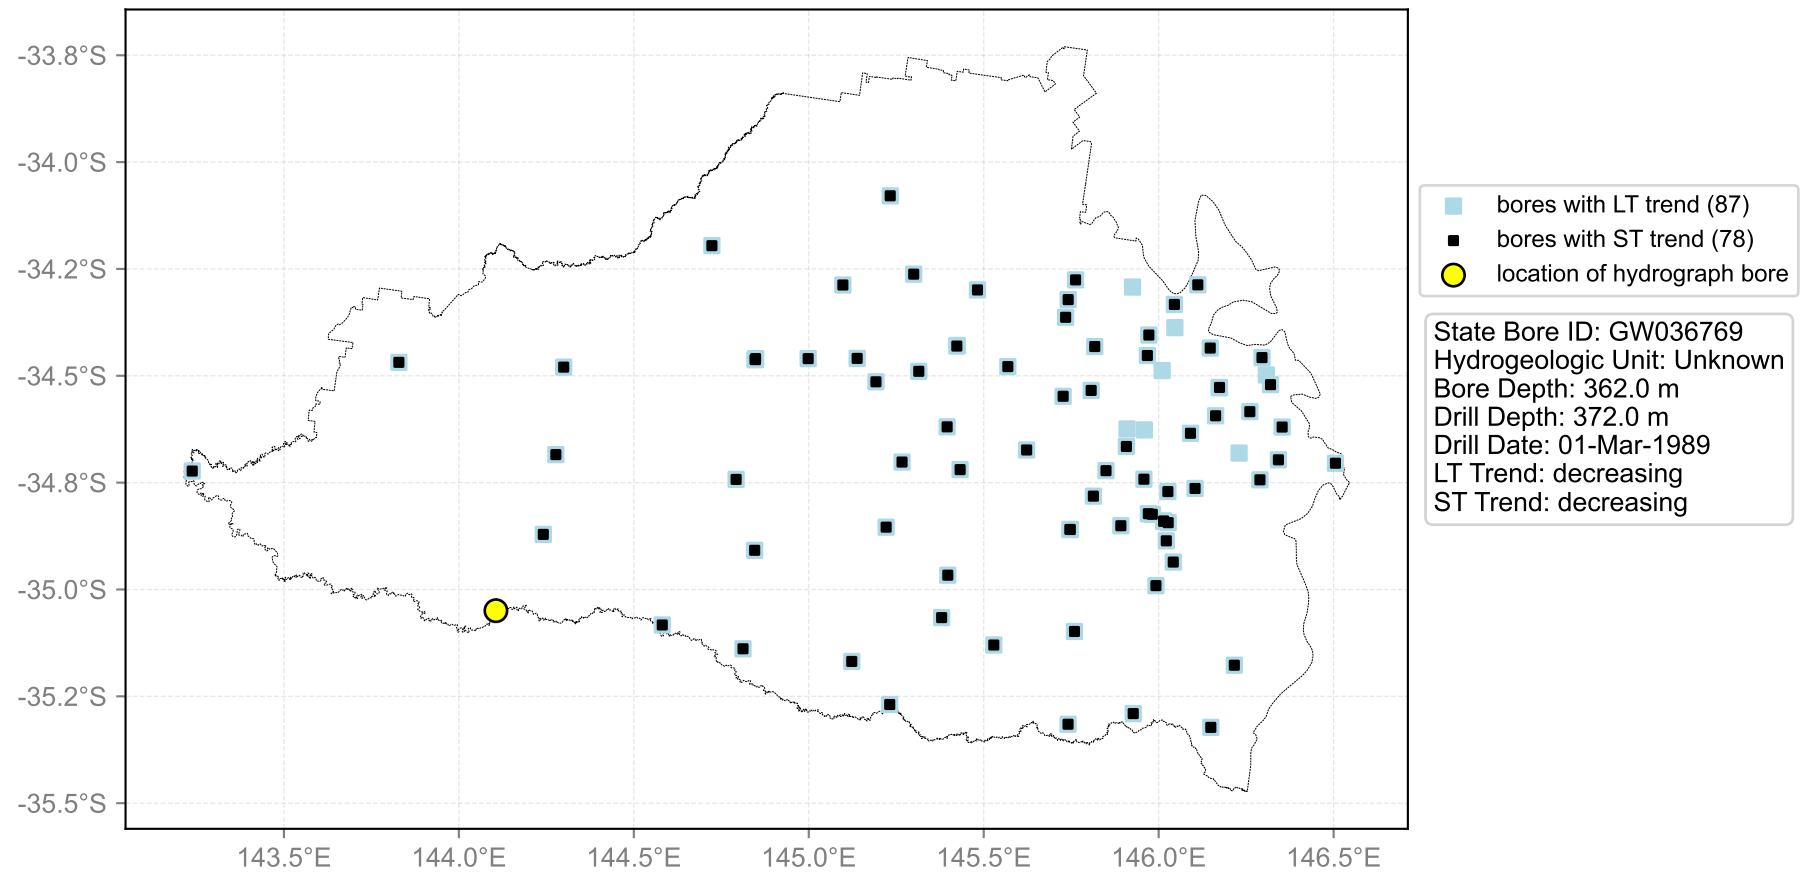 -33.8°S
-34.0°S
-34.2°S
-34.5°S
-34.8°S
-35.0°S
-35.2°S
-35.5°S
143.5°E
144.0°E
144.5°E
145.0°E
145.5°E
146.0°E
146.5°E
bores with LT trend (87)
bores with ST trend (78)
location of hydrograph bore
State Bore ID: GW036769
Hydrogeologic Unit: Unknown
Bore Depth: 362.0 m
Drill Depth: 372.0 m
Drill Date: 01-Mar-1989
LT Trend: decreasing
ST Trend: decreasing